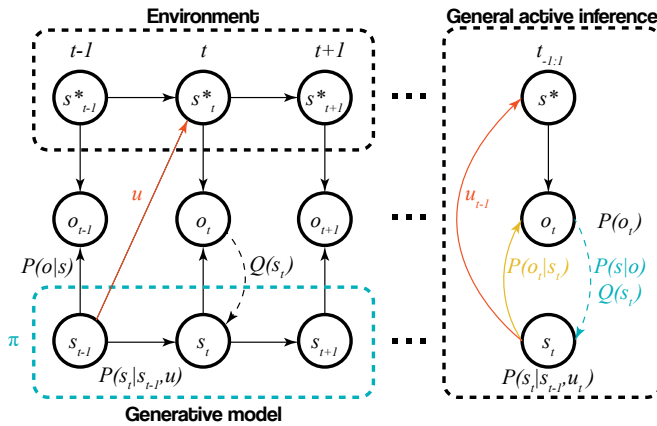 Environment
General active inference
t-1
t
t+1
t-1:1
s*t-1
s*t
s*t+1
s*
u
ut-1
ot-1
ot
ot+1
ot
P(ot)
P(o|s)
Q(st)
P(ot|st)
P(s|o)
Q(st)
π
st-1
st
st+1
st
P(st|st-1,u)
P(st|st-1,ut)
Generative model